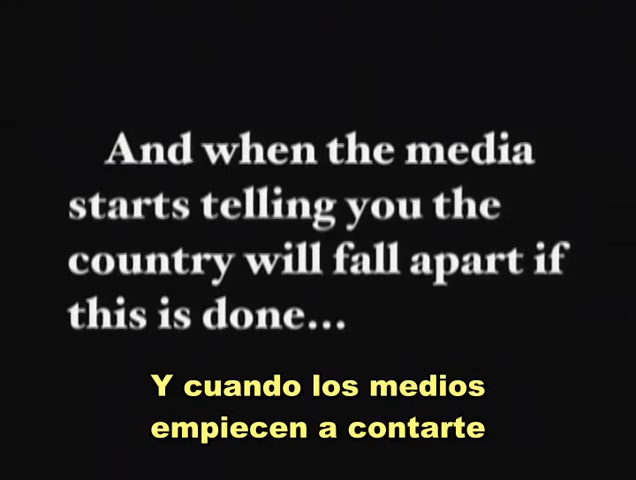 And when the media
starts telling you the
country will fall apart if
this is done...
Y cuando los medios
empiecen a contarte